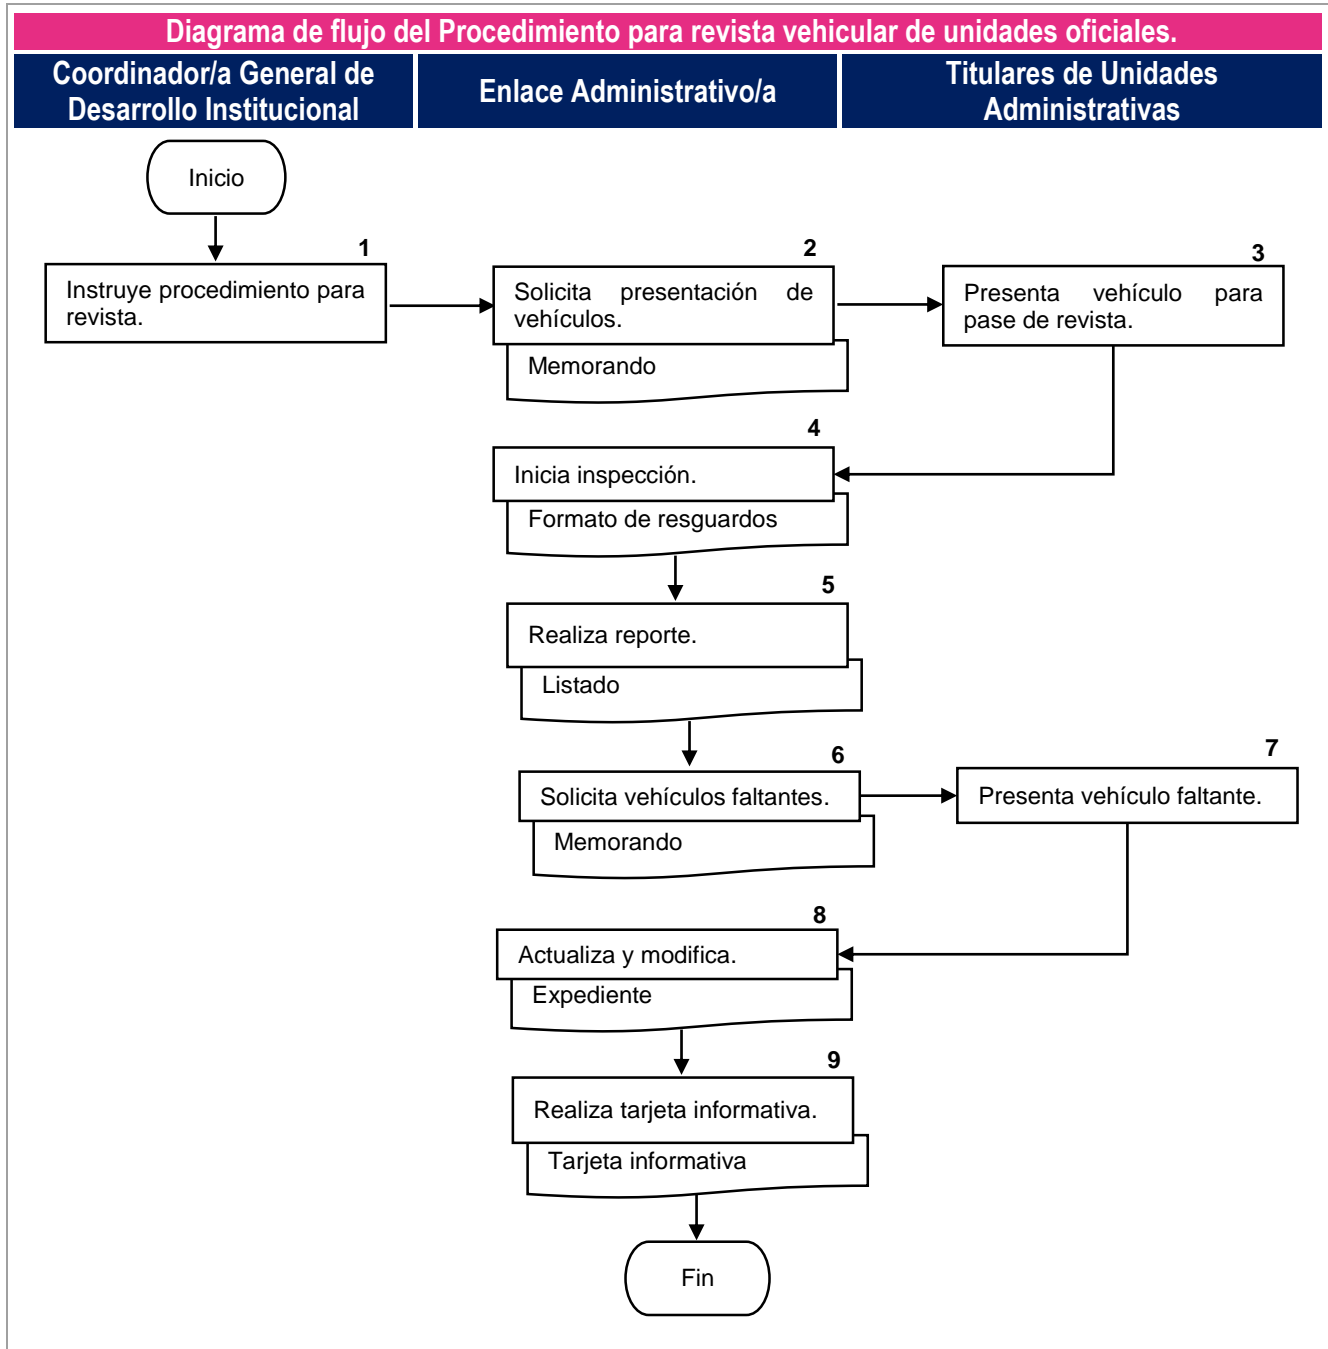 Diagrama de flujo del Procedimiento para revista vehicular de unidades oficiales.
Coordinador/a General de
Desarrollo Institucional
Enlace Administrativo/a
Titulares de Unidades
Administrativas
Inicio
1
Instruye procedimiento para
revista.
2
Solicita presentación de
vehículos.
Memorando
3
Presenta vehículo para
pase de revista.
4
Inicia inspección.
Formato de resguardos
5
Realiza reporte.
Listado
6
Solicita vehículos faltantes.
Memorando
7
Presenta vehículo faltante.
8
Actualiza y modifica.
Expediente
9
Realiza tarjeta informativa.
Tarjeta informativa
Fin